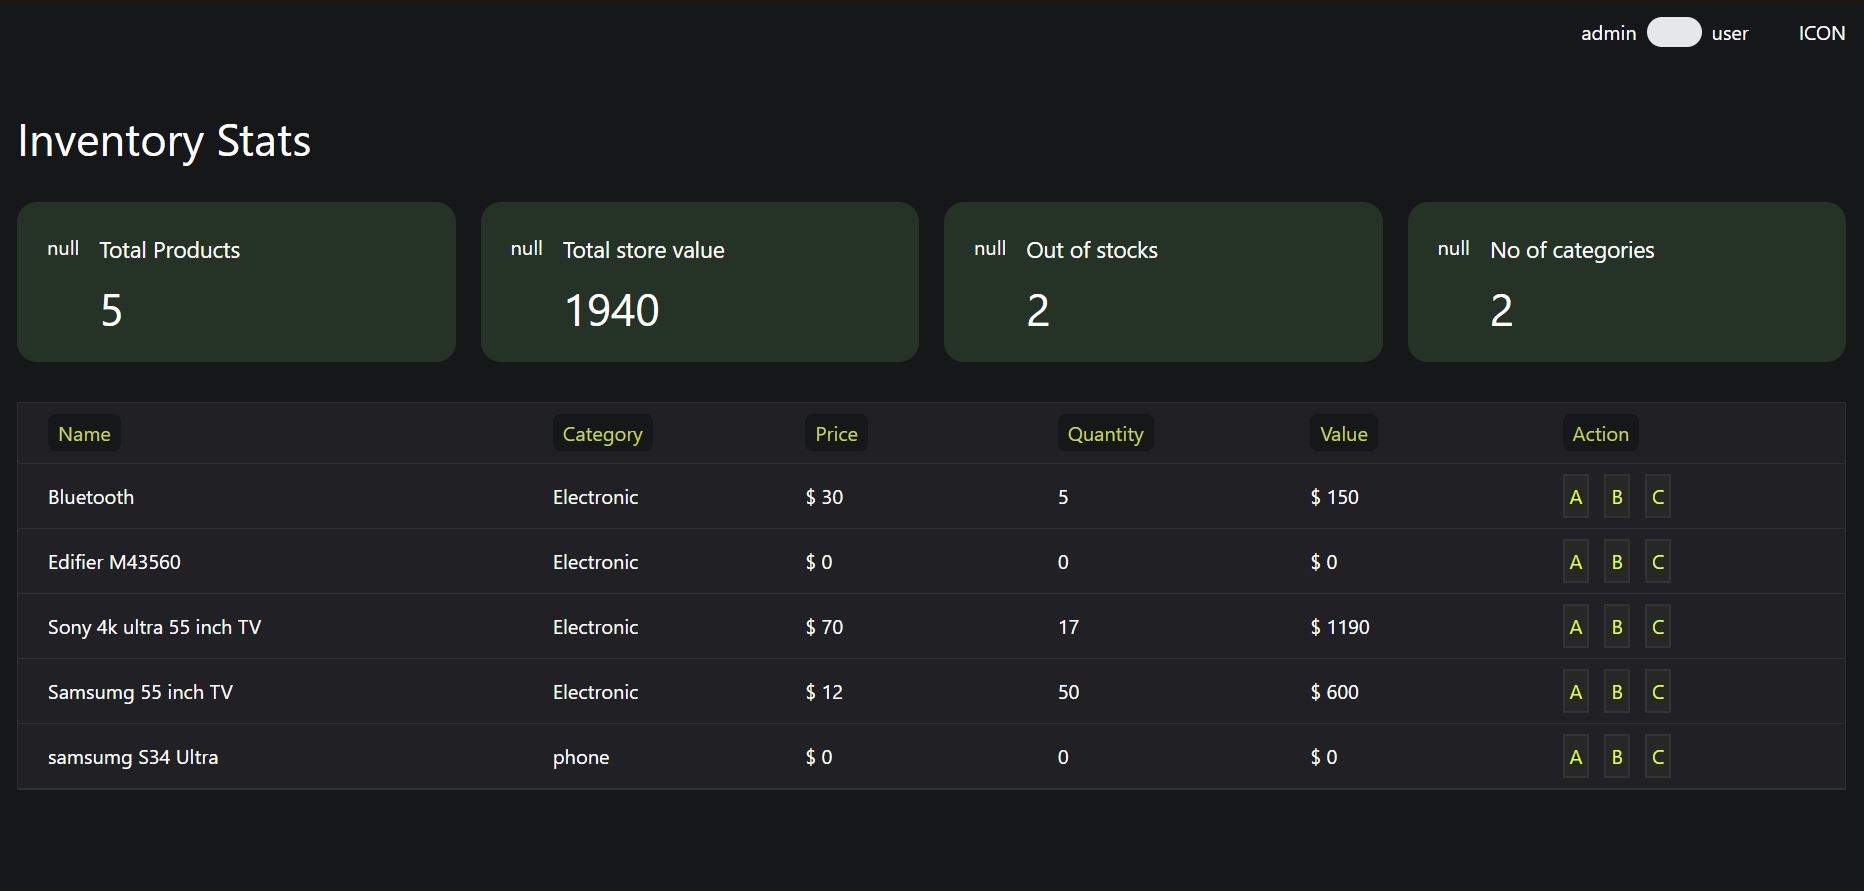 admin user ICON
Inventory Stats
null Total Products null Total store value null Out of stocks null No of categories
5 1940 2 2
Name Category Price Quantity Value Action
Bluetooth Electronic $ 30 5 $ 150 A B C
Edifier M43560 Electronic $ 0 0 $ 0 A B C
Sony 4k ultra 55 inch TV Electronic $ 70 17 $ 1190 A B C
Samsumg 55 inch TV Electronic $ 12 50 $ 600 A B C
samsumg S34 Ultra phone $ 0 0 $ 0 A B C